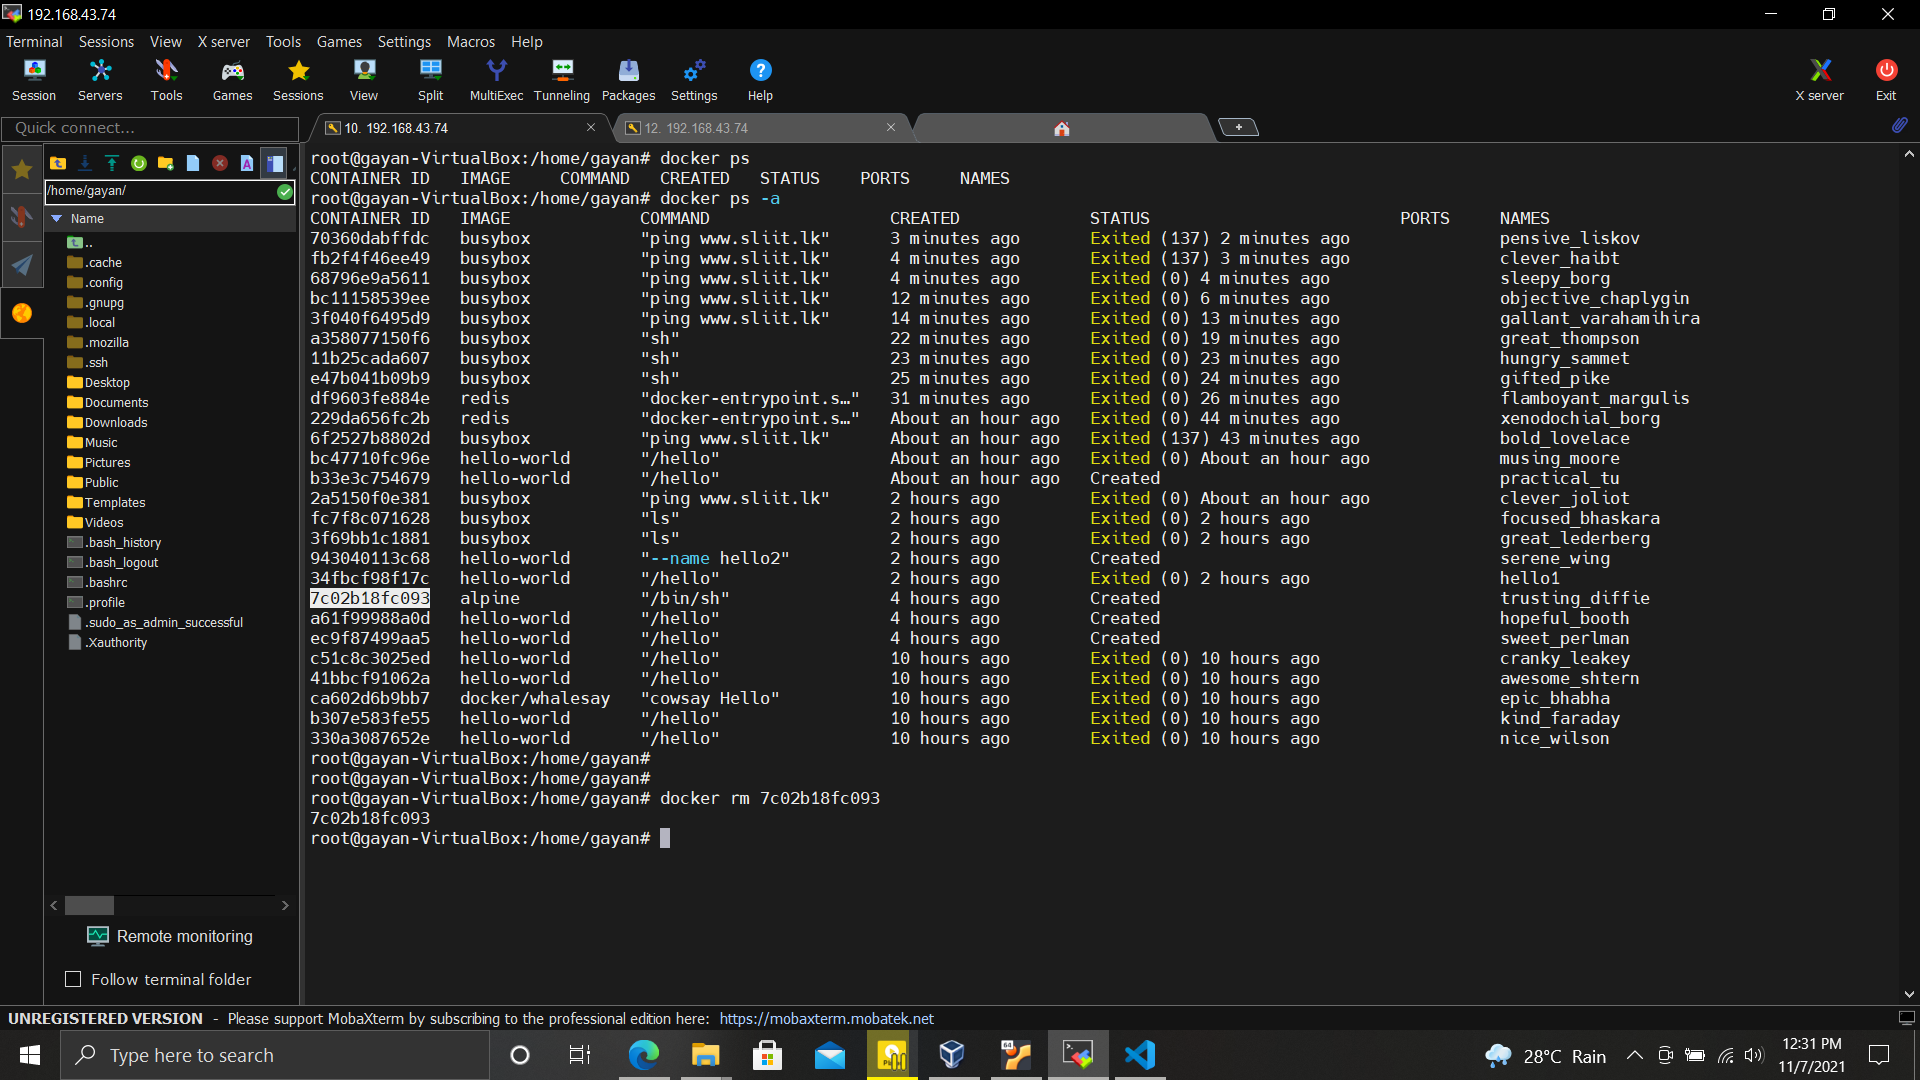 192.168.43.74
Terminal Sessions View X server Tools Games Settings Macros Help
Session Servers Tools Games Sessions View Split MultiExec Tunneling Packages Settings Help X server Exit
Quick connect...
10. 192.168.43.74
12. 192.168.43.74
/home/gayan/
Name
..
.cache
.config
.gnupg
.local
.mozilla
.ssh
Desktop
Documents
Downloads
Music
Pictures
Public
Templates
Videos
.bash_history
.bash_logout
.bashrc
.profile
.sudo_as_admin_successful
.Xauthority
Remote monitoring
Follow terminal folder
root@gayan-VirtualBox:/home/gayan# docker ps
CONTAINER ID IMAGE COMMAND CREATED STATUS PORTS NAMES
root@gayan-VirtualBox:/home/gayan# docker ps -a
CONTAINER ID IMAGE COMMAND CREATED STATUS PORTS NAMES
70360dabffdc busybox "ping www.sliit.lk" 3 minutes ago Exited (137) 2 minutes ago pensive_liskov
fb2f4f46ee49 busybox "ping www.sliit.lk" 4 minutes ago Exited (137) 3 minutes ago clever_haibt
68796e9a5611 busybox "ping www.sliit.lk" 4 minutes ago Exited (0) 4 minutes ago sleepy_borg
bc11158539ee busybox "ping www.sliit.lk" 12 minutes ago Exited (0) 6 minutes ago objective_chaplygin
3f040f6495d9 busybox "ping www.sliit.lk" 14 minutes ago Exited (0) 13 minutes ago gallant_varahamihira
a358077150f6 busybox "sh" 22 minutes ago Exited (0) 19 minutes ago great_thompson
11b25cada607 busybox "sh" 23 minutes ago Exited (0) 23 minutes ago hungry_sammet
e47b041b09b9 busybox "sh" 25 minutes ago Exited (0) 24 minutes ago gifted_pike
df9603fe884e redis "docker-entrypoint.s…" 31 minutes ago Exited (0) 26 minutes ago flamboyant_margulis
229da656fc2b redis "docker-entrypoint.s…" About an hour ago Exited (0) 44 minutes ago xenodochial_borg
6f2527b8802d busybox "ping www.sliit.lk" About an hour ago Exited (137) 43 minutes ago bold_lovelace
bc47710fc96e hello-world "/hello" About an hour ago Exited (0) About an hour ago musing_moore
b33e3c754679 hello-world "/hello" About an hour ago Created practical_tu
2a5150f0e381 busybox "ping www.sliit.lk" 2 hours ago Exited (0) About an hour ago clever_joliot
fc7f8c071628 busybox "ls" 2 hours ago Exited (0) 2 hours ago focused_bhaskara
3f69bb1c1881 busybox "ls" 2 hours ago Exited (0) 2 hours ago great_lederberg
943040113c68 hello-world "--name hello2" 2 hours ago Created serene_wing
34fbcf98f17c hello-world "/hello" 2 hours ago Exited (0) 2 hours ago hello1
7c02b18fc093 alpine "/bin/sh" 4 hours ago Created trusting_diffie
a61f99988a0d hello-world "/hello" 4 hours ago Created hopeful_booth
ec9f87499aa5 hello-world "/hello" 4 hours ago Created sweet_perlman
c51c8c3025ed hello-world "/hello" 10 hours ago Exited (0) 10 hours ago cranky_leakey
41bbcf91062a hello-world "/hello" 10 hours ago Exited (0) 10 hours ago awesome_shtern
ca602d6b9bb7 docker/whalesay "cowsay Hello" 10 hours ago Exited (0) 10 hours ago epic_bhabha
b307e583fe55 hello-world "/hello" 10 hours ago Exited (0) 10 hours ago kind_faraday
330a3087652e hello-world "/hello" 10 hours ago Exited (0) 10 hours ago nice_wilson
root@gayan-VirtualBox:/home/gayan#
root@gayan-VirtualBox:/home/gayan#
root@gayan-VirtualBox:/home/gayan# docker rm 7c02b18fc093
7c02b18fc093
root@gayan-VirtualBox:/home/gayan#
UNREGISTERED VERSION - Please support MobaXterm by subscribing to the professional edition here: https://mobaxterm.mobatek.net
Type here to search
28°C Rain
12:31 PM
11/7/2021